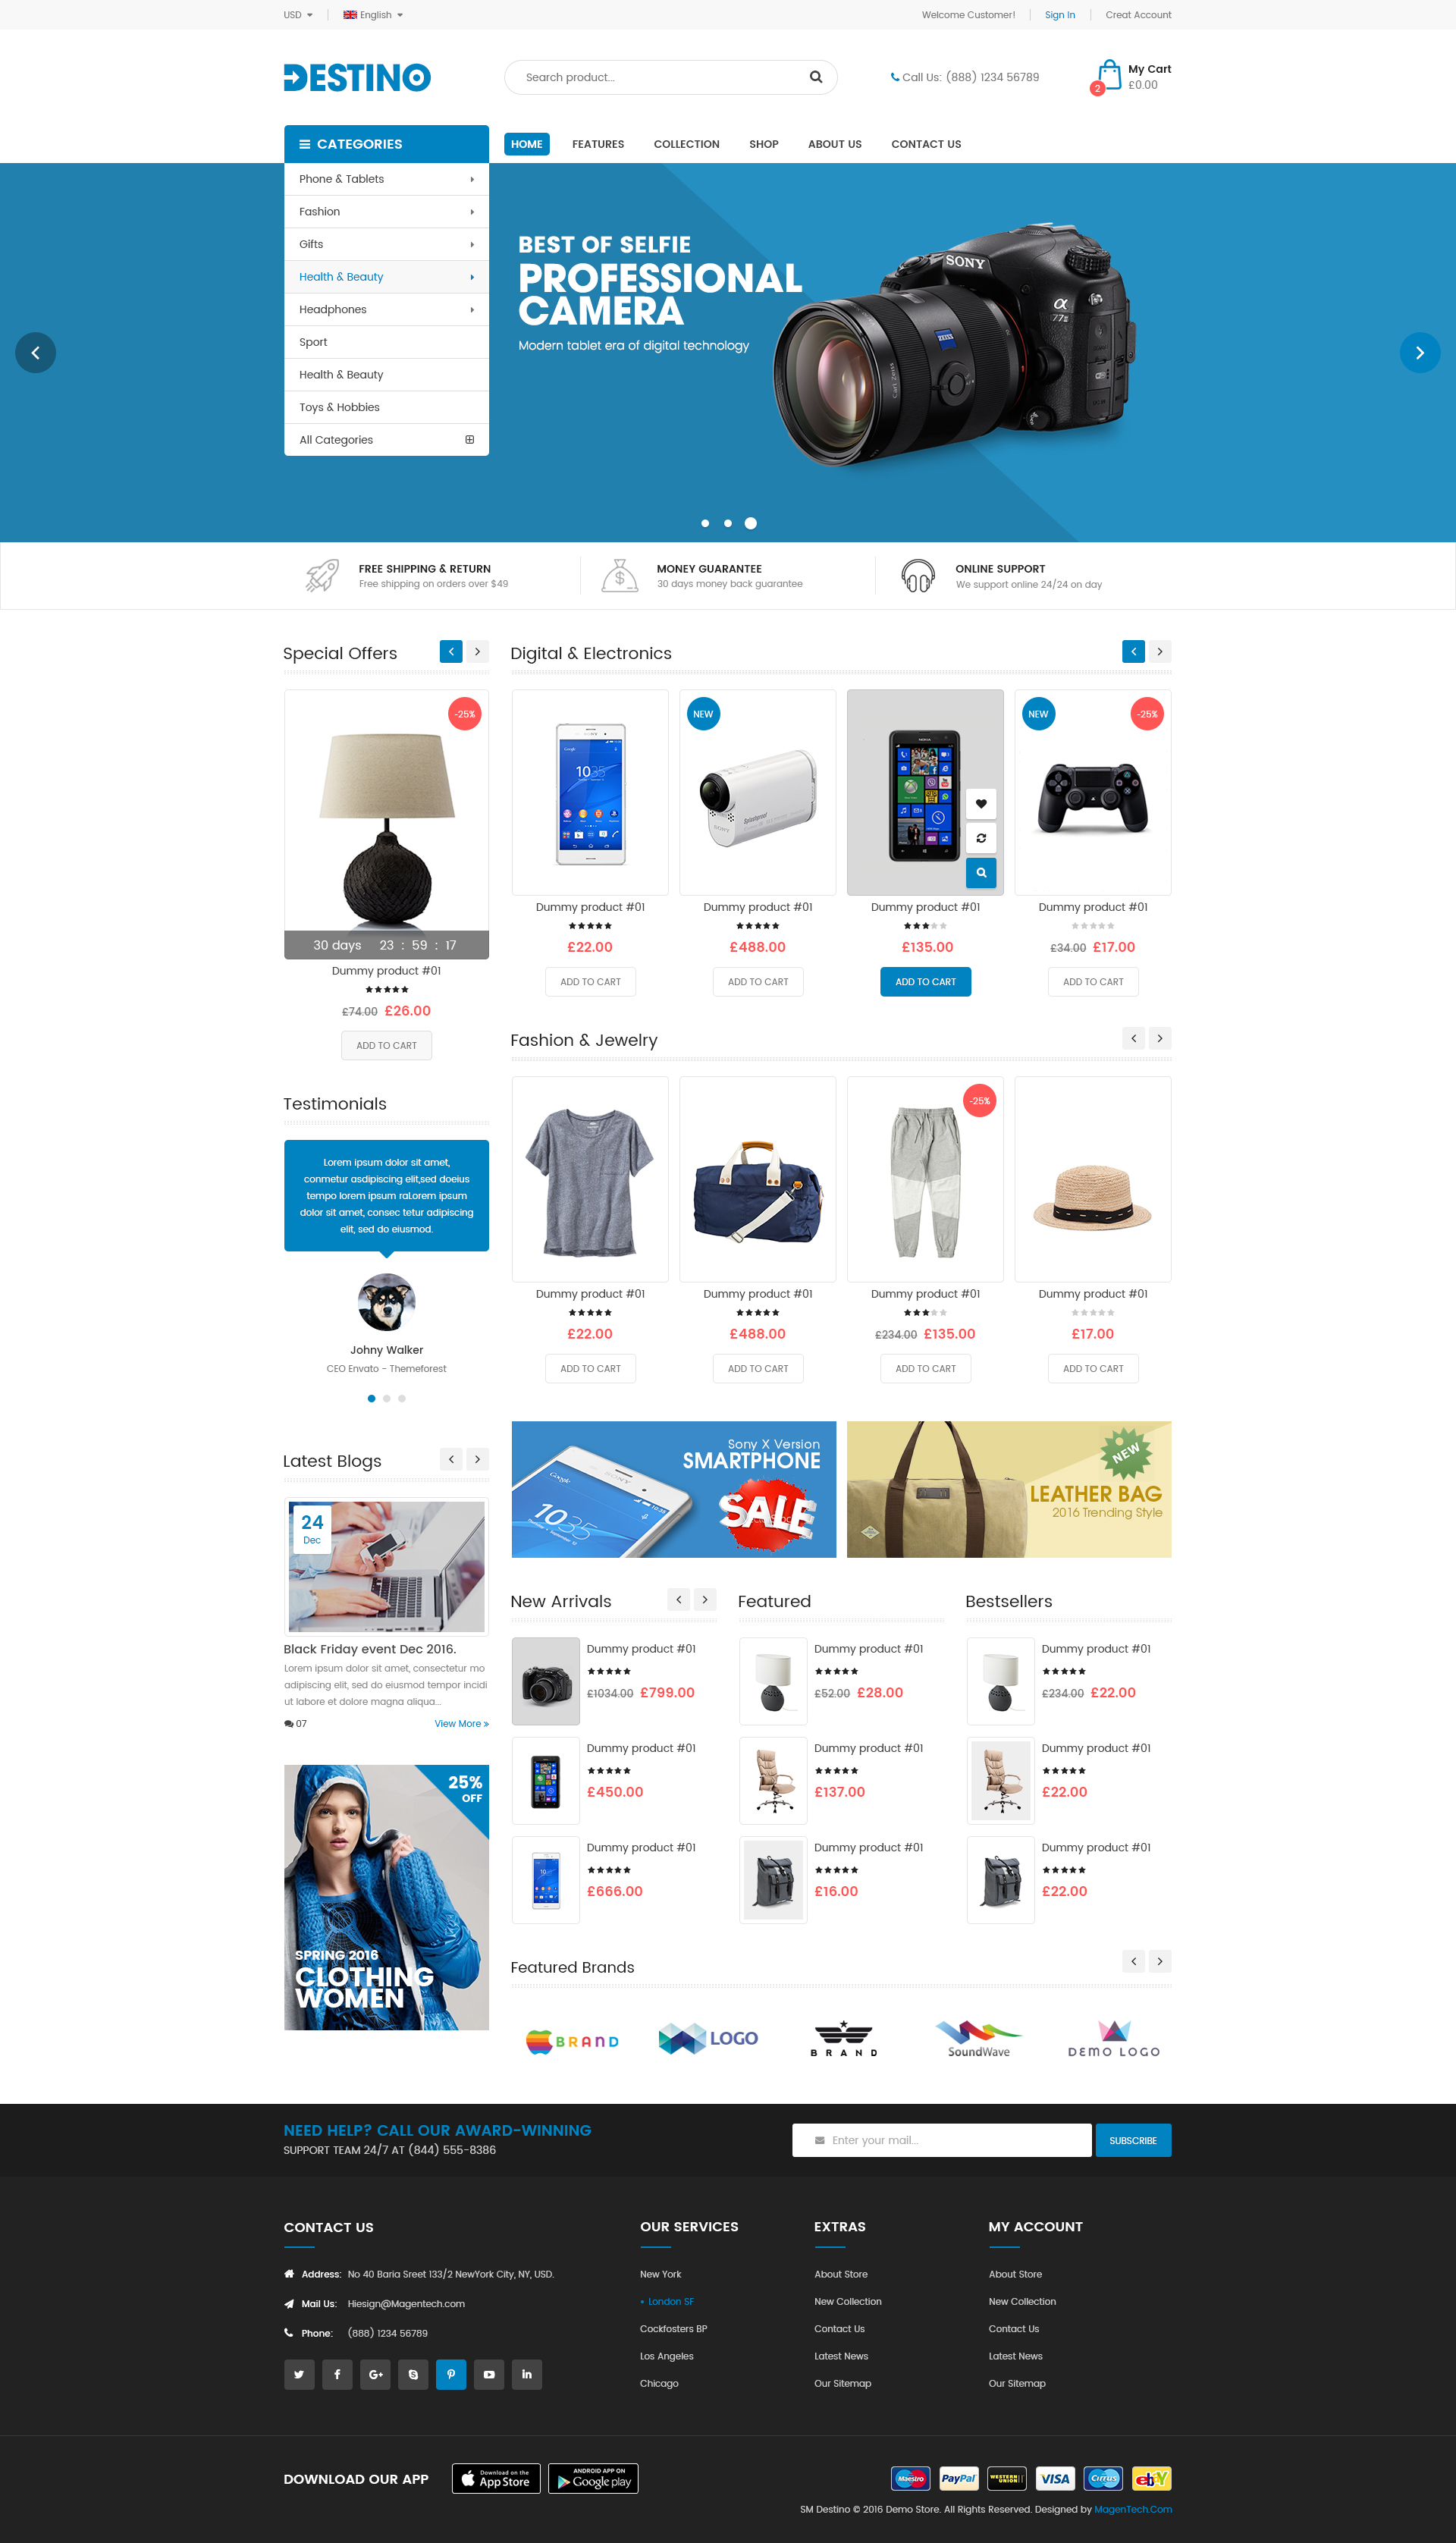 USD
English
Welcome Customer!
Sign In
Creat Account
DESTINO
Search product...
Call Us: (888) 1234 56789
My Cart
£0.00
2
CATEGORIES
HOME
FEATURES
COLLECTION
SHOP
ABOUT US
CONTACT US
Phone & Tablets
Fashion
Gifts
Health & Beauty
Headphones
Sport
Health & Beauty
Toys & Hobbies
All Categories
BEST OF SELFIE
PROFESSIONAL
CAMERA
Modern tablet era of digital technology
SONY
α
77
ZEISS
Carl Zeiss
FREE SHIPPING & RETURN
Free shipping on orders over $49
MONEY GUARANTEE
30 days money back guarantee
ONLINE SUPPORT
We support online 24/24 on day
Special Offers
-25%
30 days 23 : 59 : 17
Dummy product #01
£74.00 £26.00
ADD TO CART
Digital & Electronics
Dummy product #01
£22.00
ADD TO CART
NEW
Dummy product #01
£488.00
ADD TO CART
Dummy product #01
£135.00
ADD TO CART
NEW
-25%
Dummy product #01
£34.00 £17.00
ADD TO CART
Testimonials
Lorem ipsum dolor sit amet,
conmetur asdipiscing elit,sed doeius
tempo lorem ipsum raLorem ipsum
dolor sit amet, consec tetur adipiscing
elit, sed do eiusmod.
Johny Walker
CEO Envato - Themeforest
Fashion & Jewelry
Dummy product #01
£22.00
ADD TO CART
Dummy product #01
£488.00
ADD TO CART
-25%
Dummy product #01
£234.00 £135.00
ADD TO CART
Dummy product #01
£17.00
ADD TO CART
Sony X Version
SMARTPHONE
SALE
Google
SONY
10:35
NEW
LEATHER BAG
2016 Trending Style
Latest Blogs
24
Dec
Black Friday event Dec 2016.
Lorem ipsum dolor sit amet, consectetur mo
adipiscing elit, sed do eiusmod tempor incidi
ut labore et dolore magna aliqua...
07
View More »
25%
OFF
SPRING 2016
CLOTHING
WOMEN
New Arrivals
Dummy product #01
£1034.00 £799.00
Dummy product #01
£450.00
Dummy product #01
£666.00
Featured
Dummy product #01
£52.00 £28.00
Dummy product #01
£137.00
Dummy product #01
£16.00
Bestsellers
Dummy product #01
£234.00 £22.00
Dummy product #01
£22.00
Dummy product #01
£22.00
Featured Brands
BRAND
LOGO
BRAND
SoundWave
DEMO LOGO
NEED HELP? CALL OUR AWARD-WINNING
SUPPORT TEAM 24/7 AT (844) 555-8386
Enter your mail...
SUBSCRIBE
CONTACT US
Address: No 40 Baria Sreet 133/2 NewYork City, NY, USD.
Mail Us: Hiesign@Magentech.com
Phone: (888) 1234 56789
OUR SERVICES
New York
London SF
Cockfosters BP
Los Angeles
Chicago
EXTRAS
About Store
New Collection
Contact Us
Latest News
Our Sitemap
MY ACCOUNT
About Store
New Collection
Contact Us
Latest News
Our Sitemap
DOWNLOAD OUR APP
Download on the
App Store
ANDROID APP ON
Google play
Maestro
PayPal
WESTERN UNION
VISA
Cirrus
ebY
SM Destino © 2016 Demo Store. All Rights Reserved. Designed by MagenTech.Com